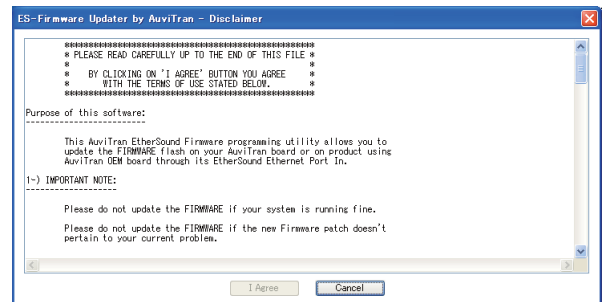 ES-Firmware Updater by AuviTran - Disclaimer
****************************************************
* PLEASE READ CAREFULLY UP TO THE END OF THIS FILE *
* *
* BY CLICKING ON 'I AGREE' BUTTON YOU AGREE *
* WITH THE TERMS OF USE STATED BELOW. *
****************************************************
Purpose of this software:
-------------------------
This AuviTran EtherSound Firmware programming utility allows you to
update the FIRMWARE flash on your AuviTran board or on product using
AuviTran OEM board through its EtherSound Ethernet Port In.
1-) IMPORTANT NOTE:
-------------------
Please do not update the FIRMWARE if your system is running fine.
Please do not update the FIRMWARE if the new Firmware patch doesn't
pertain to your current problem.
I Agree Cancel